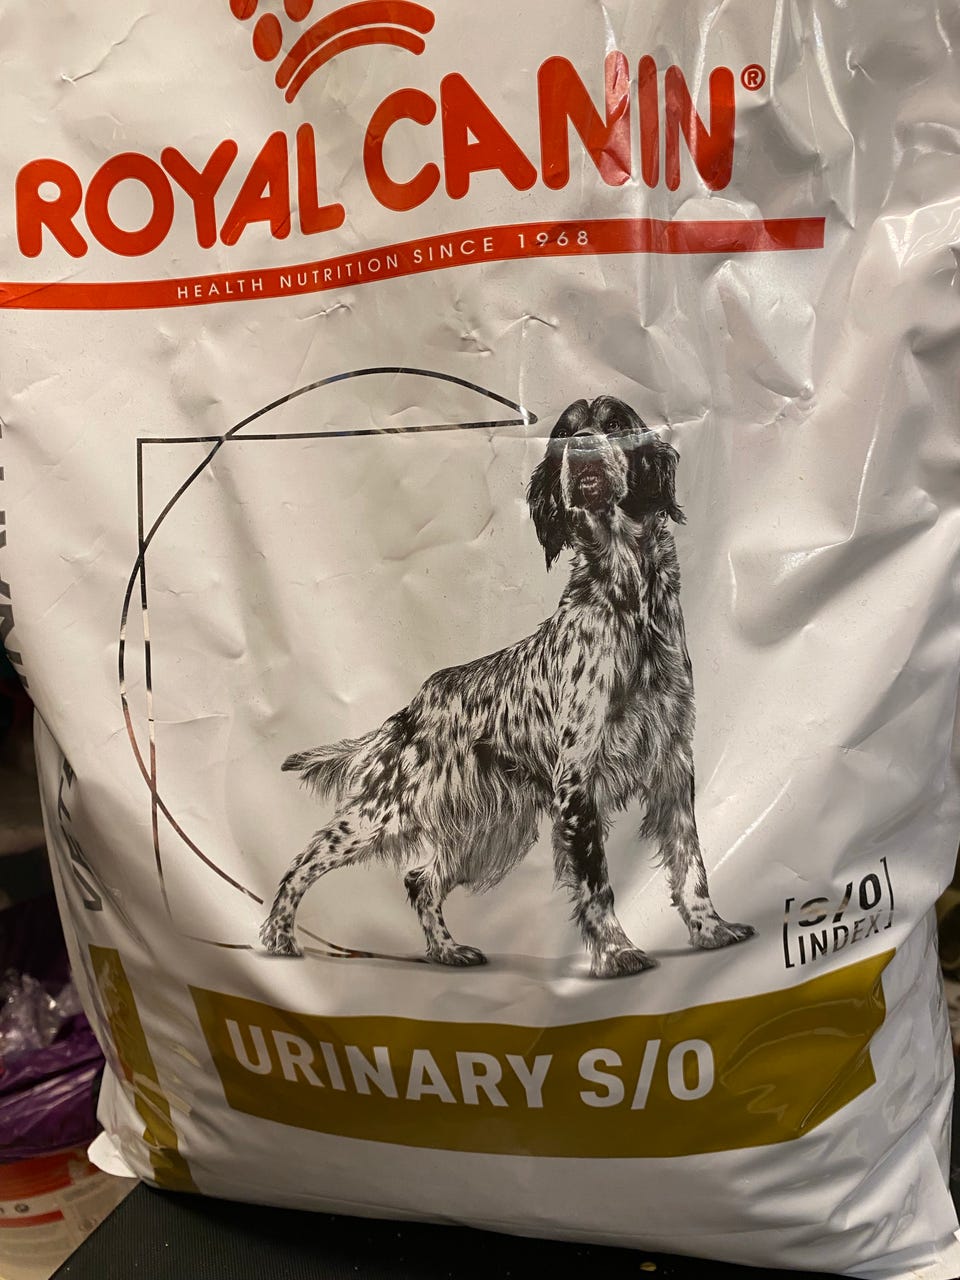 ROYAL CANIN®
HEALTH NUTRITION SINCE 1968
S/O
INDEX
URINARY S/O